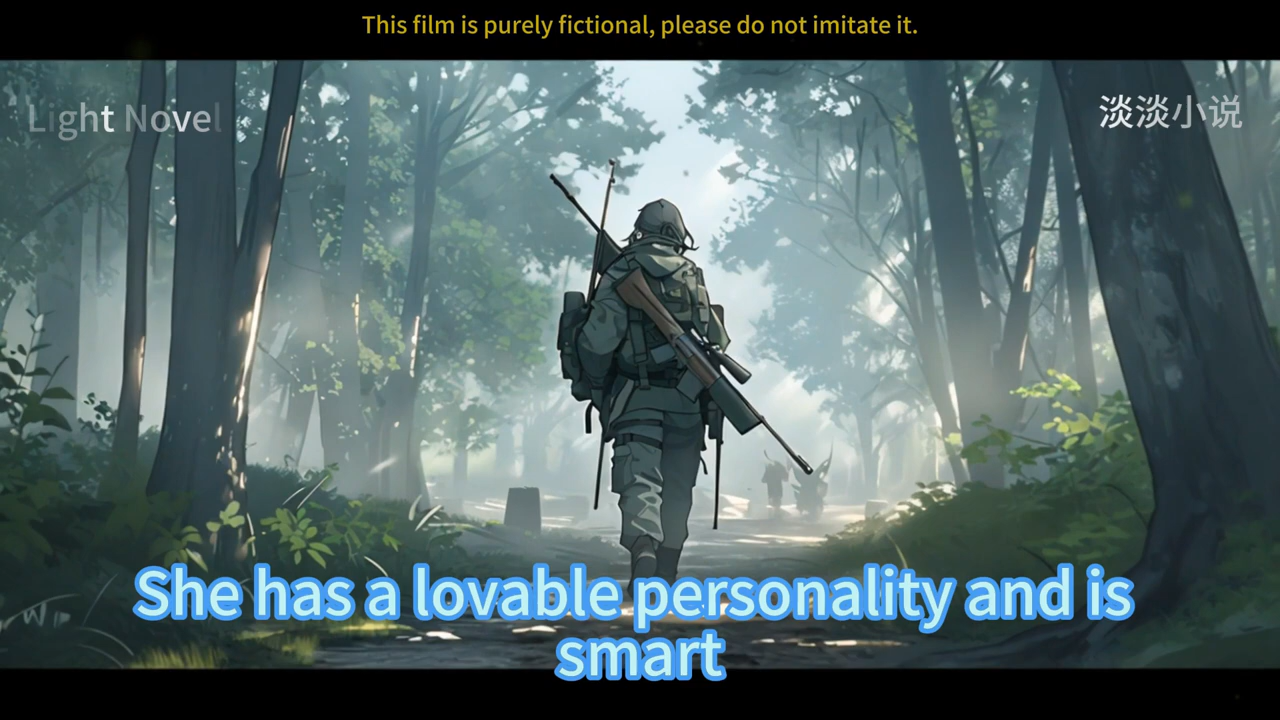 This film is purely fictional, please do not imitate it.
Light Novel
淡淡小说
She has a lovable personality and is
smart